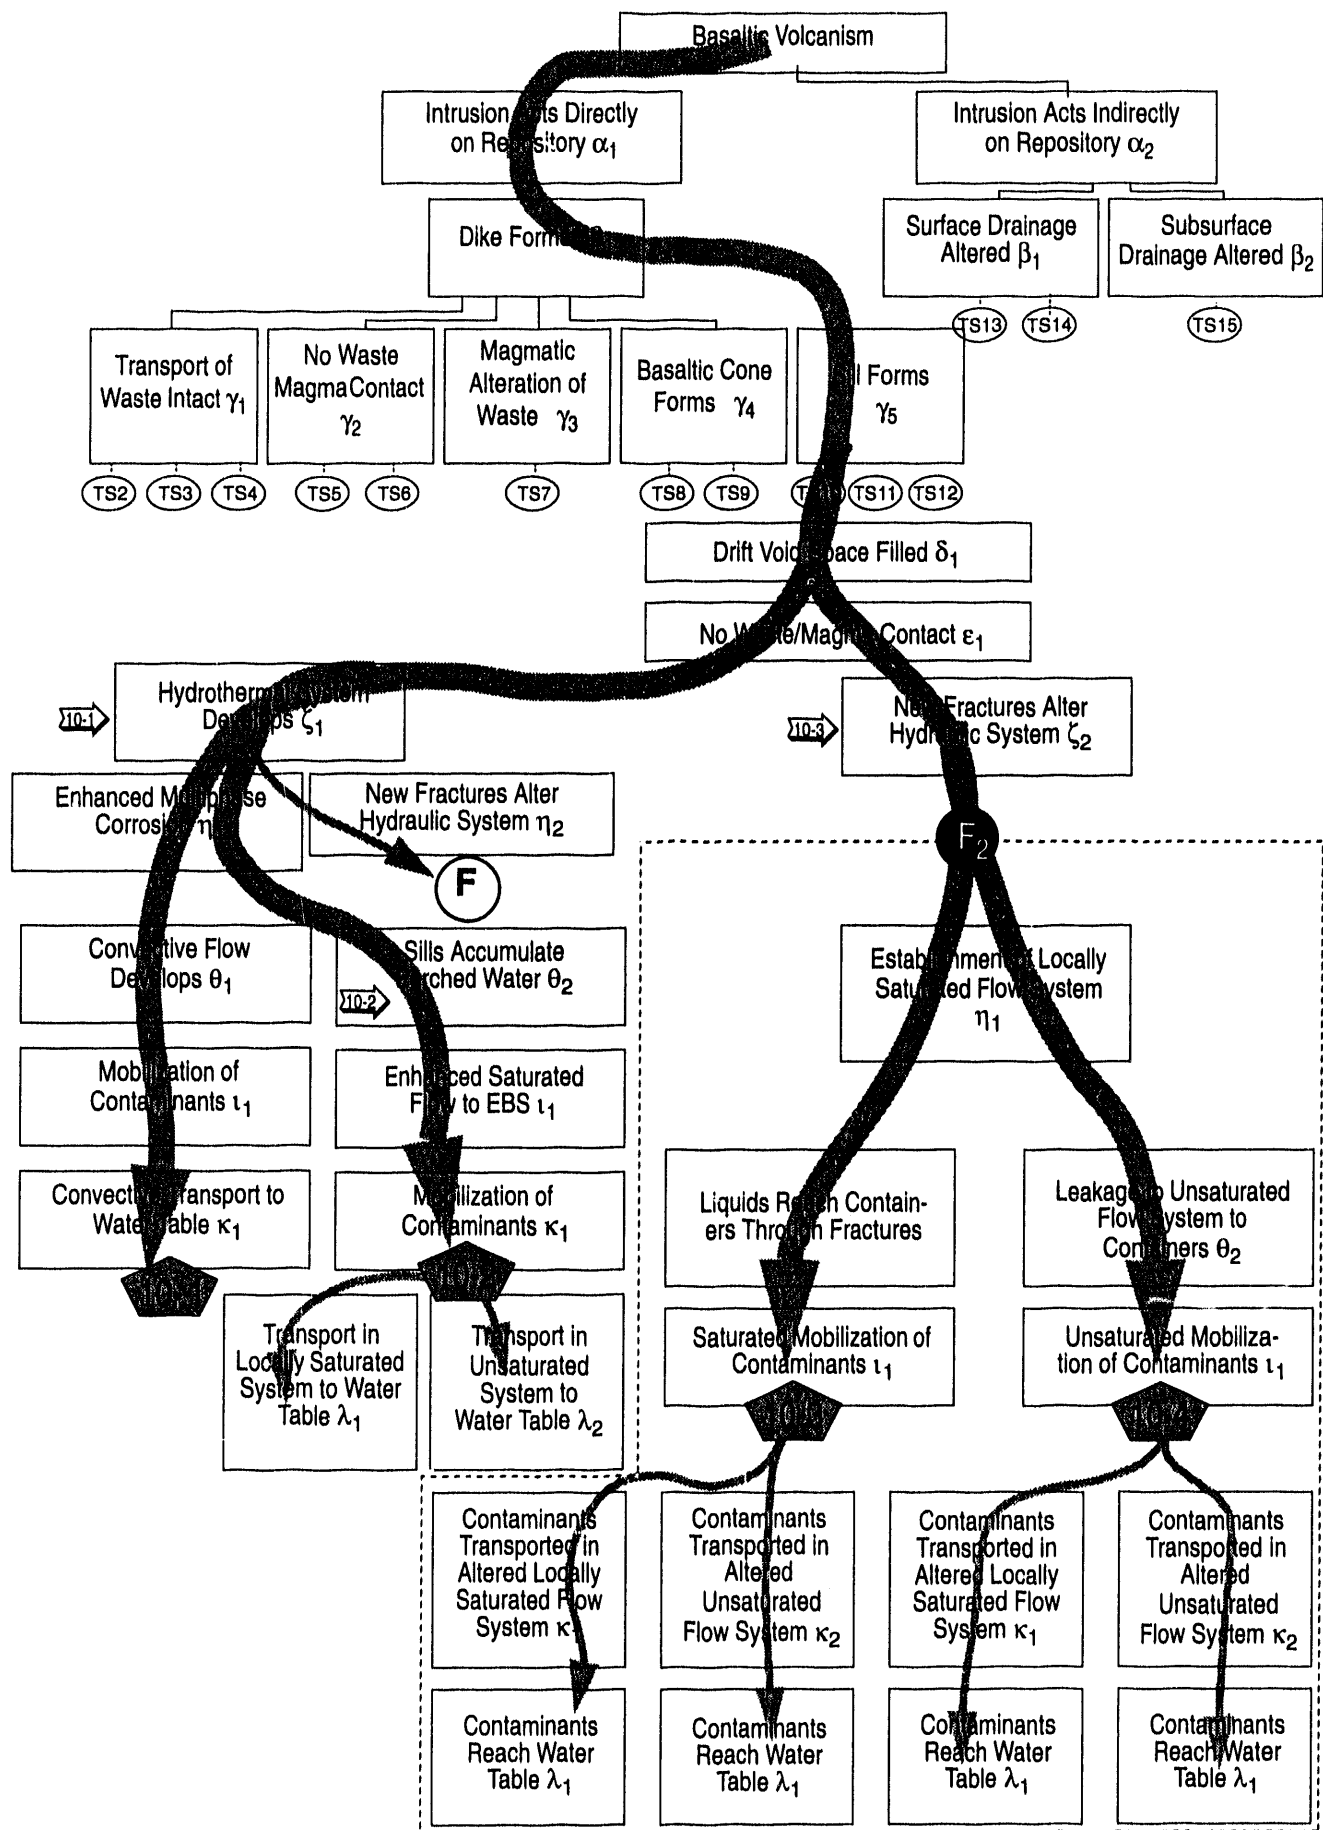 Basaltic Volcanism
Intrusion Acts Directly
on Repository α1
Intrusion Acts Indirectly
on Repository α2
Dike Forms
Surface Drainage
Altered β1
Subsurface
Drainage Altered β2
TS13
TS14
TS15
Transport of
Waste Intact γ1
No Waste
Magma Contact
γ2
Magmatic
Alteration of
Waste γ3
Basaltic Cone
Forms γ4
Forms
γ5
TS2
TS3
TS4
TS5
TS6
TS7
TS8
TS9
TS11
TS12
Drift Void Space Filled δ1
No Waste/Magma Contact ε1
10-1
Hydrothermal System
Develops ζ1
10-3
New Fractures Alter
Hydraulic System ζ2
Enhanced Multiphase
Corrosion η
New Fractures Alter
Hydraulic System η2
F
F2
Convective Flow
Develops θ1
10-2
Sills Accumulate
Perched Water θ2
Establishment of Locally
Saturated Flow System
η1
Mobilization of
Contaminants ι1
Enhanced Saturated
Flow to EBS ι1
Convective Transport to
Water Table κ1
Mobilization of
Contaminants κ1
Liquids Reach Contain-
ers Through Fractures
Leakage to Unsaturated
Flow System to
Containers θ2
Transport in
Locally Saturated
System to Water
Table λ1
Transport in
Unsaturated
System to
Water Table λ2
Saturated Mobilization of
Contaminants ι1
Unsaturated Mobiliza-
tion of Contaminants ι1
Contaminants
Transported in
Altered Locally
Saturated Flow
System κ1
Contaminants
Transported in
Altered
Unsaturated
Flow System κ2
Contaminants
Transported in
Altered Locally
Saturated Flow
System κ1
Contaminants
Transported in
Altered
Unsaturated
Flow System κ2
Contaminants
Reach Water
Table λ1
Contaminants
Reach Water
Table λ1
Contaminants
Reach Water
Table λ1
Contaminants
Reach Water
Table λ1